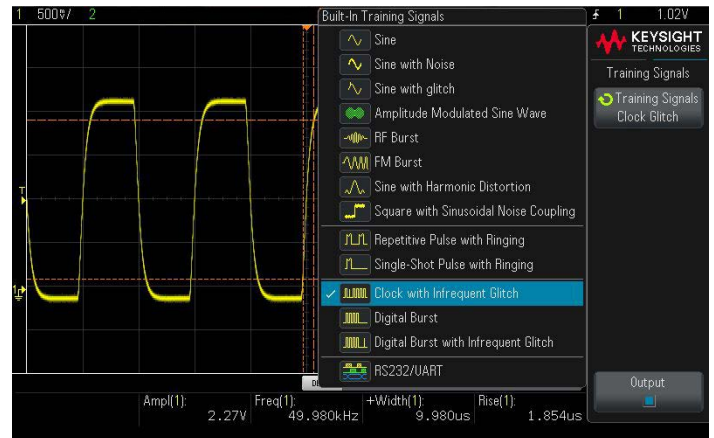 1 500℧/ 2
Built-In Training Signals
⨍ 1 1.02V
KEYSIGHT
TECHNOLOGIES
Training Signals
Training Signals
Clock Glitch
Sine
Sine with Noise
Sine with glitch
Amplitude Modulated Sine Wave
RF Burst
FM Burst
Sine with Harmonic Distortion
Square with Sinusoidal Noise Coupling
Repetitive Pulse with Ringing
Single-Shot Pulse with Ringing
Clock with Infrequent Glitch
Digital Burst
Digital Burst with Infrequent Glitch
RS232/UART
T
1
Output
Ampl(1): Freq(1): +Width(1): Rise(1):
2.27V 49.980kHz 9.980us 1.854us